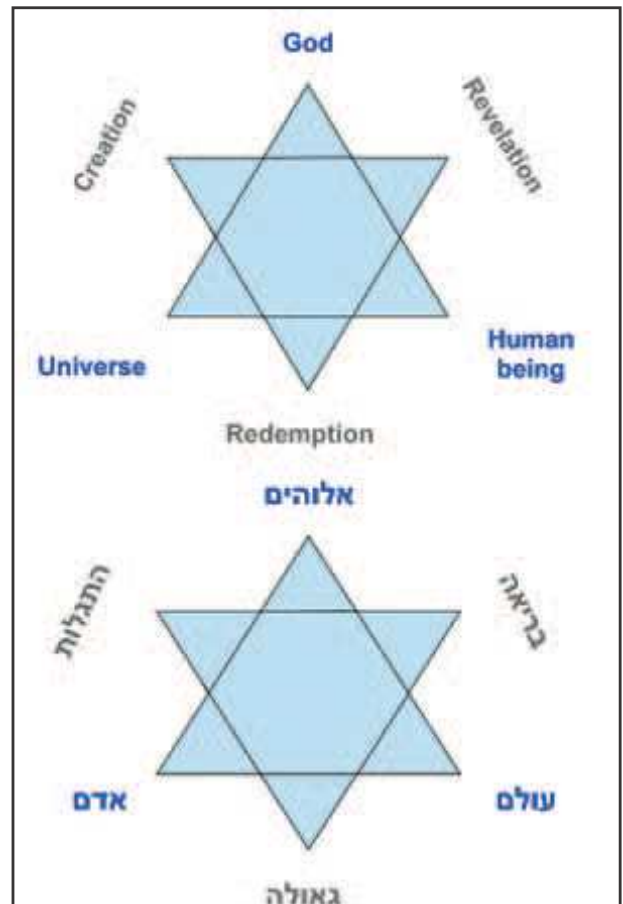 God
Creation
Revelation
Universe
Human
being
Redemption
אלוהים
בריאה
התגלות
עולם
אדם
גאולה